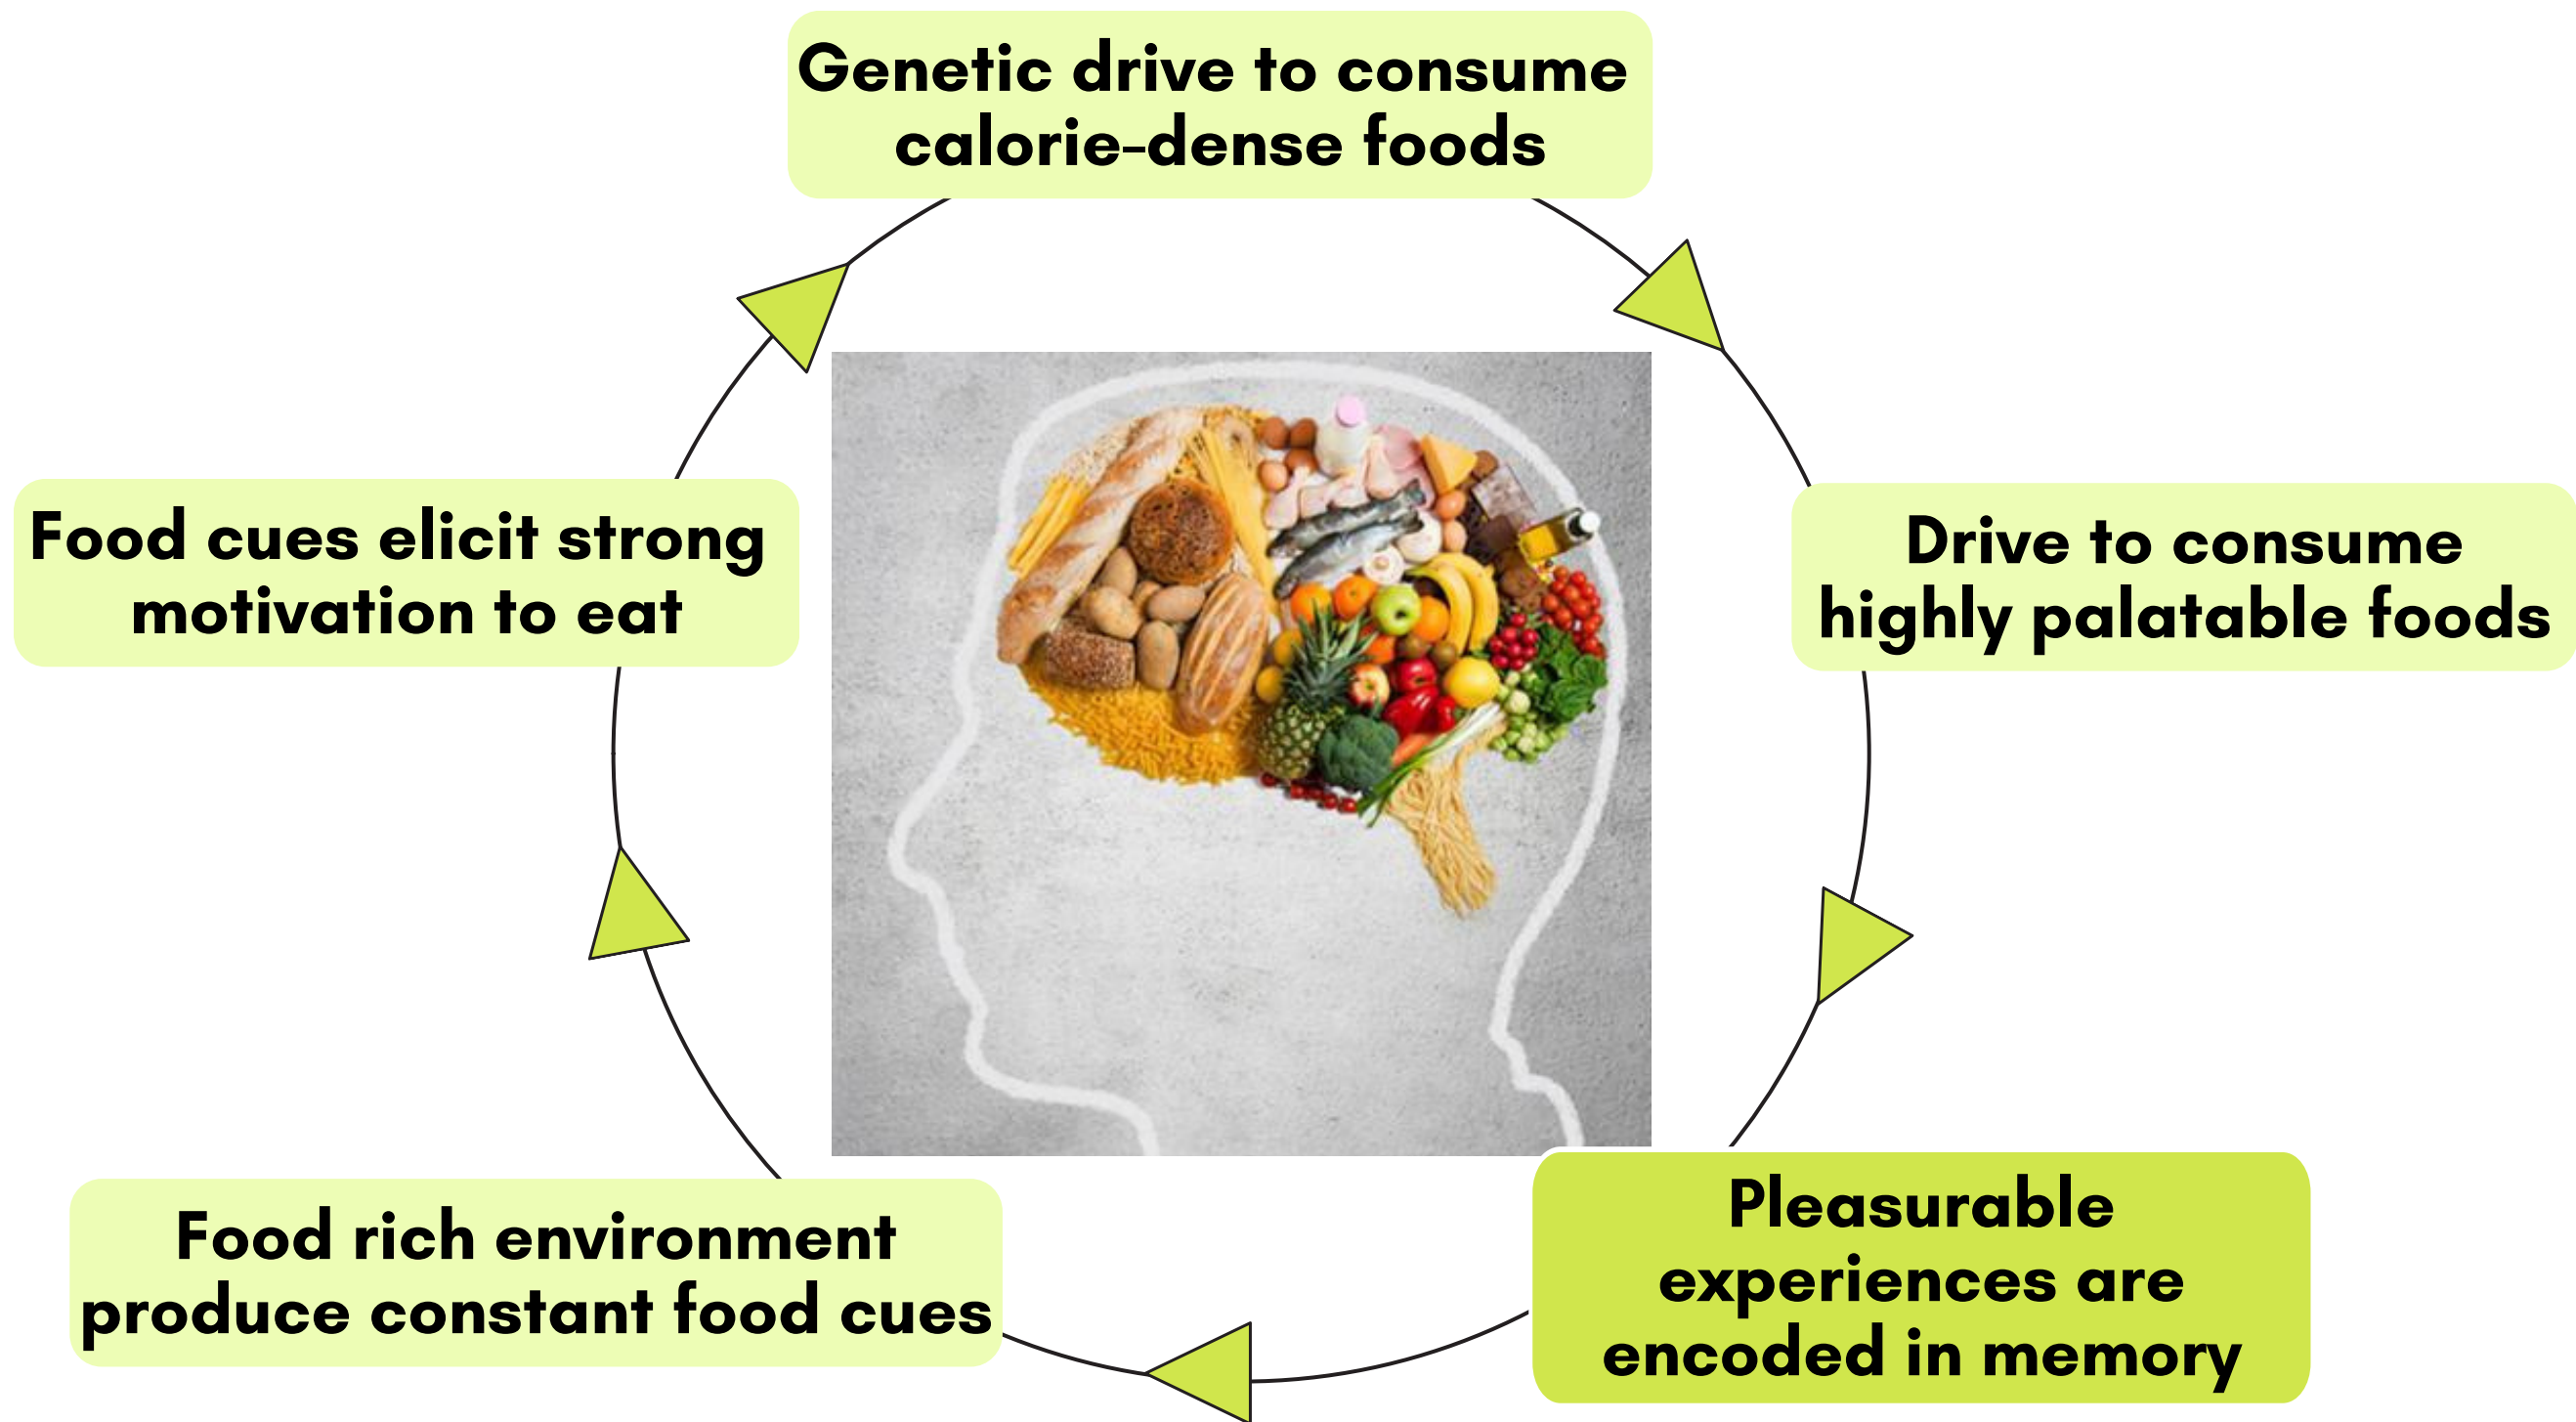 Genetic drive to consume
calorie-dense foods
Drive to consume
highly palatable foods
Pleasurable
experiences are
encoded in memory
Food rich environment
produce constant food cues
Food cues elicit strong
motivation to eat